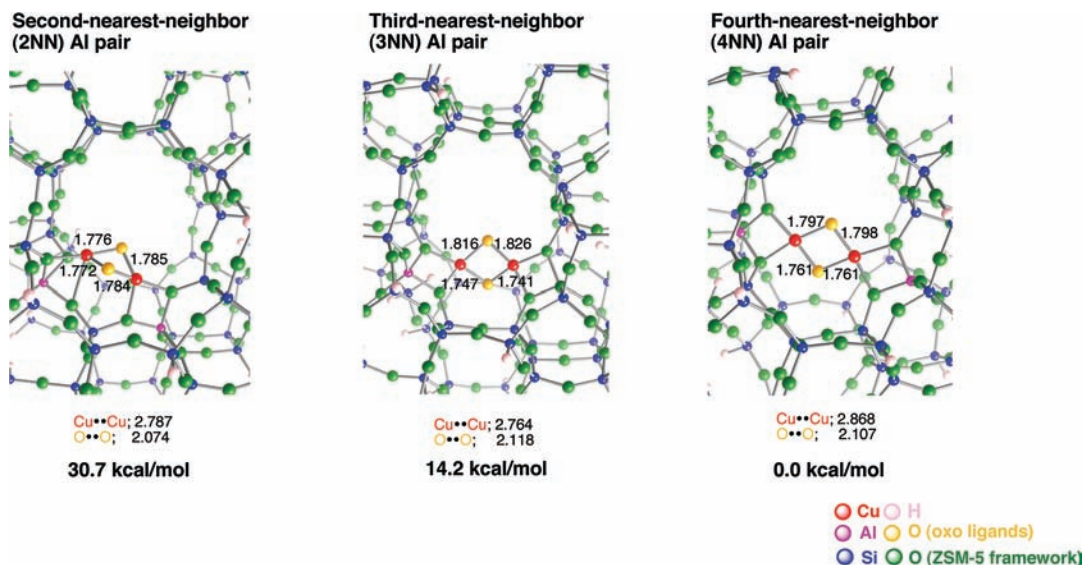 Second-nearest-neighbor
(2NN) Al pair
Third-nearest-neighbor
(3NN) Al pair
Fourth-nearest-neighbor
(4NN) Al pair
1.776
1.785
1.772
1.784
1.816
1.826
1.747
1.741
1.797
1.798
1.761
1.761
Cu••Cu; 2.787
O••O; 2.074
30.7 kcal/mol
Cu••Cu; 2.764
O••O; 2.118
14.2 kcal/mol
Cu••Cu; 2.868
O••O; 2.107
0.0 kcal/mol
Cu H
Al O (oxo ligands)
Si O (ZSM-5 framework)